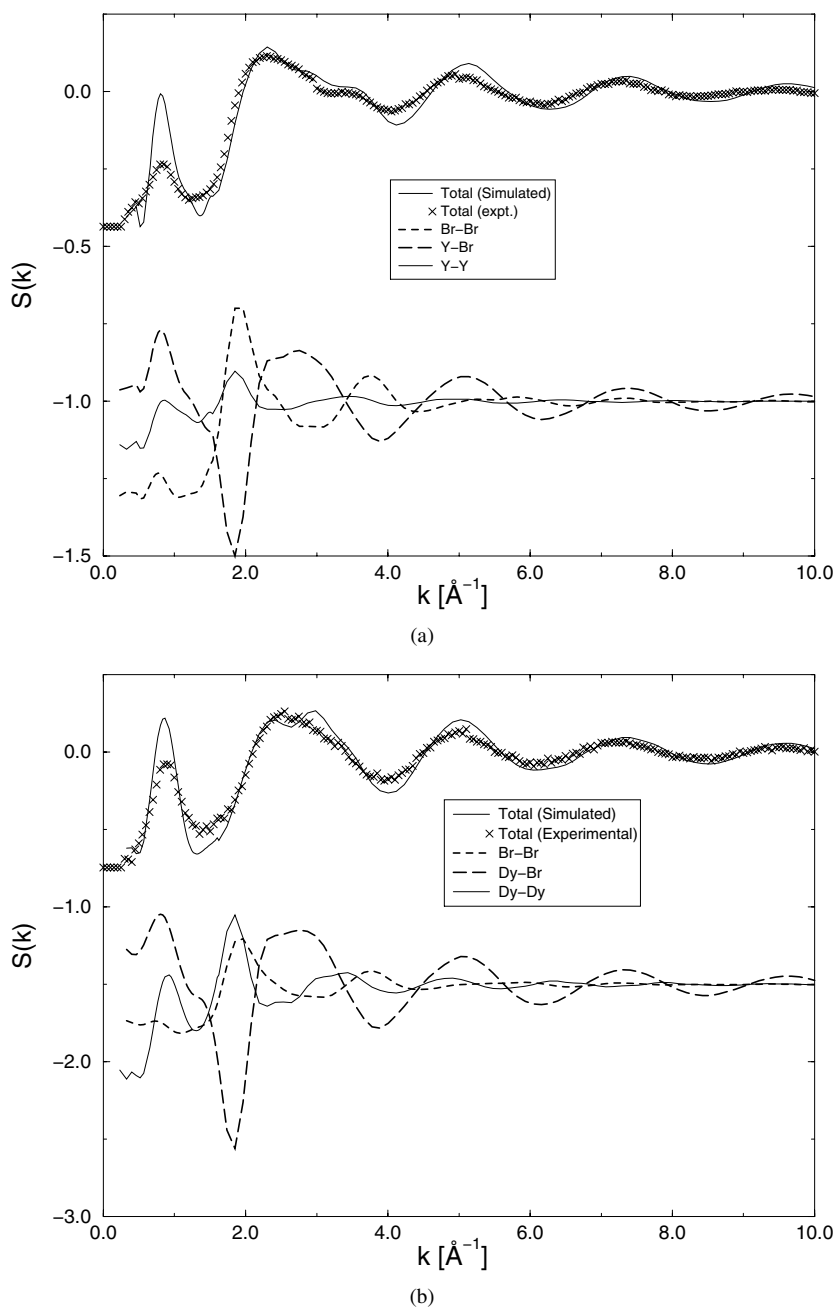 0.0
−0.5
−1.0
−1.5
S(k)
Total (Simulated)
Total (expt.)
Br−Br
Y−Br
Y−Y
0.0 2.0 4.0 6.0 8.0 10.0
k [Å⁻¹]
(a)
0.0
−1.0
−2.0
−3.0
S(k)
Total (Simulated)
Total (Experimental)
Br−Br
Dy−Br
Dy−Dy
0.0 2.0 4.0 6.0 8.0 10.0
k [Å⁻¹]
(b)